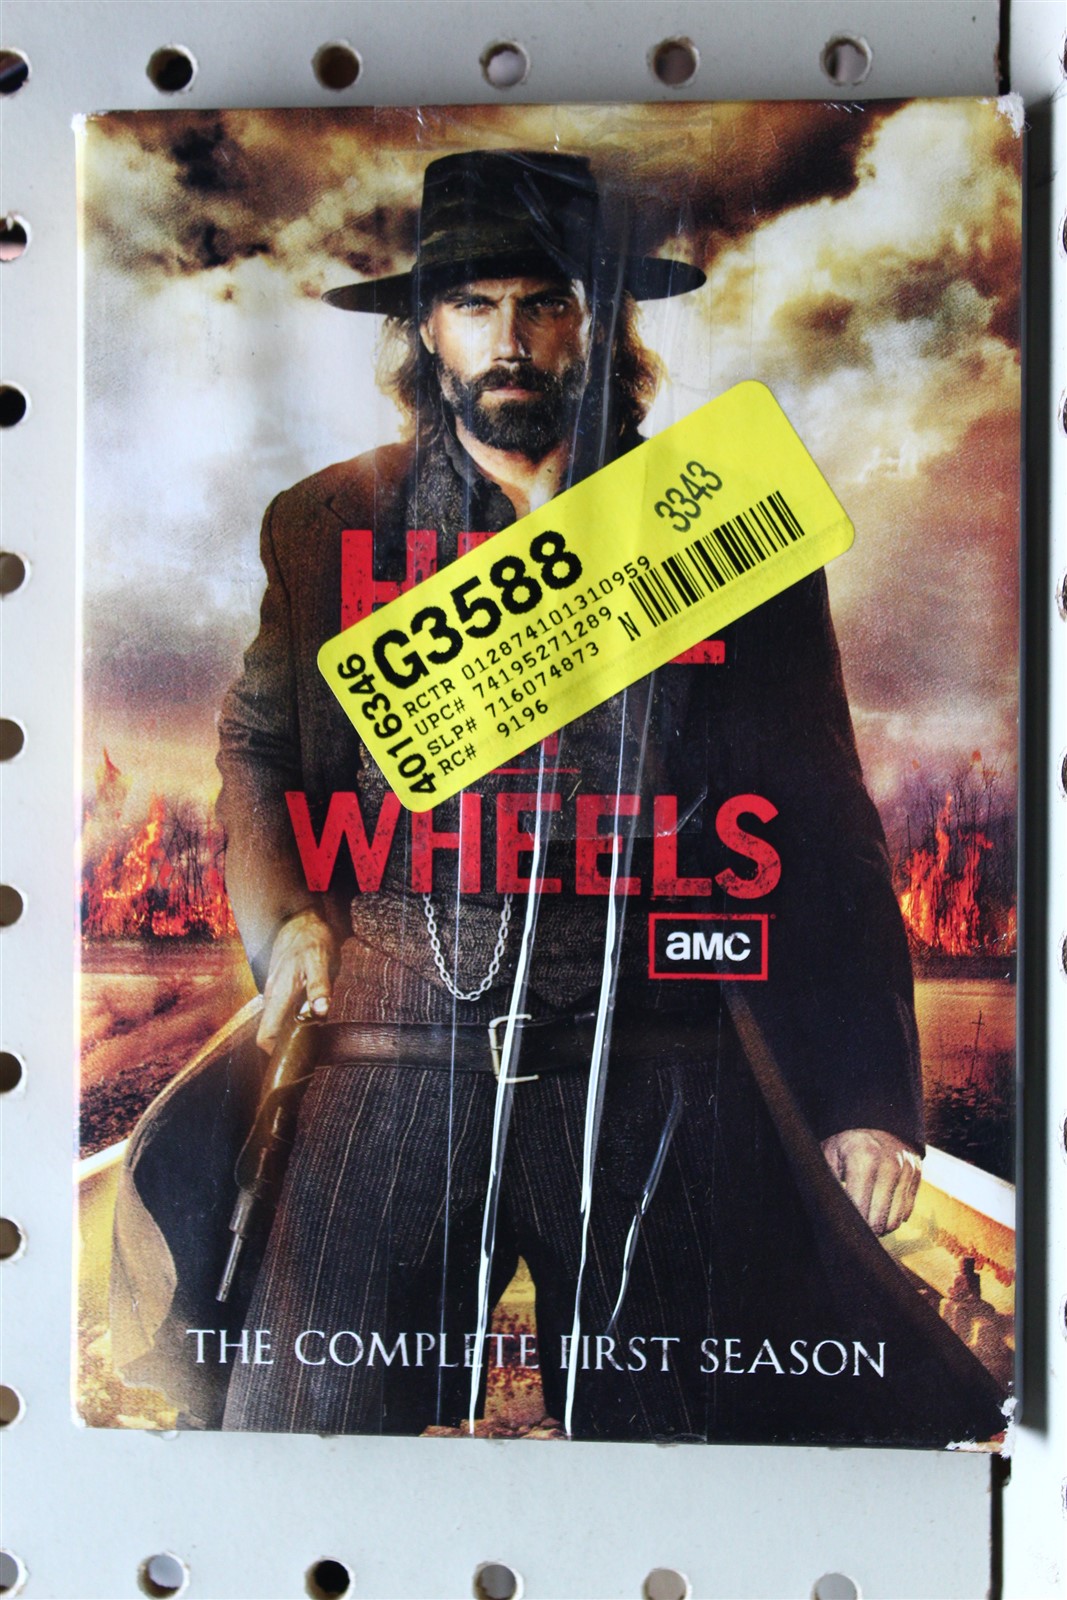 3343
G3588
4016346
RCTR 012874101310959
UPC# 74195271289
SLP# 716074873
RC# 9196
N
WHEELS
aMC
THE COMPLETE FIRST SEASON